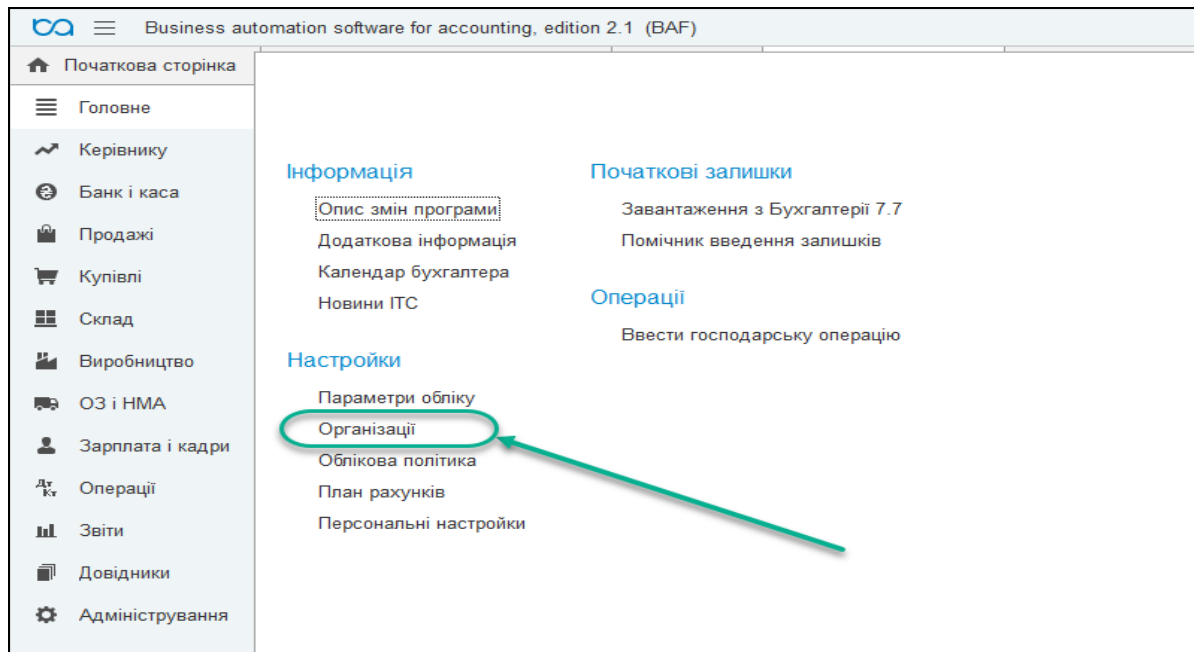 Business automation software for accounting, edition 2.1 (BAF)
Початкова сторінка
Головне
Керівнику
Банк і каса
Продажі
Купівлі
Склад
Виробництво
ОЗ і НМА
Зарплата і кадри
Дт Кт Операції
Звіти
Довідники
Адміністрування
Інформація
Опис змін програми
Додаткова інформація
Календар бухгалтера
Новини ІТС
Настройки
Параметри обліку
Організації
Облікова політика
План рахунків
Персональні настройки
Початкові залишки
Завантаження з Бухгалтерії 7.7
Помічник введення залишків
Операції
Ввести господарську операцію